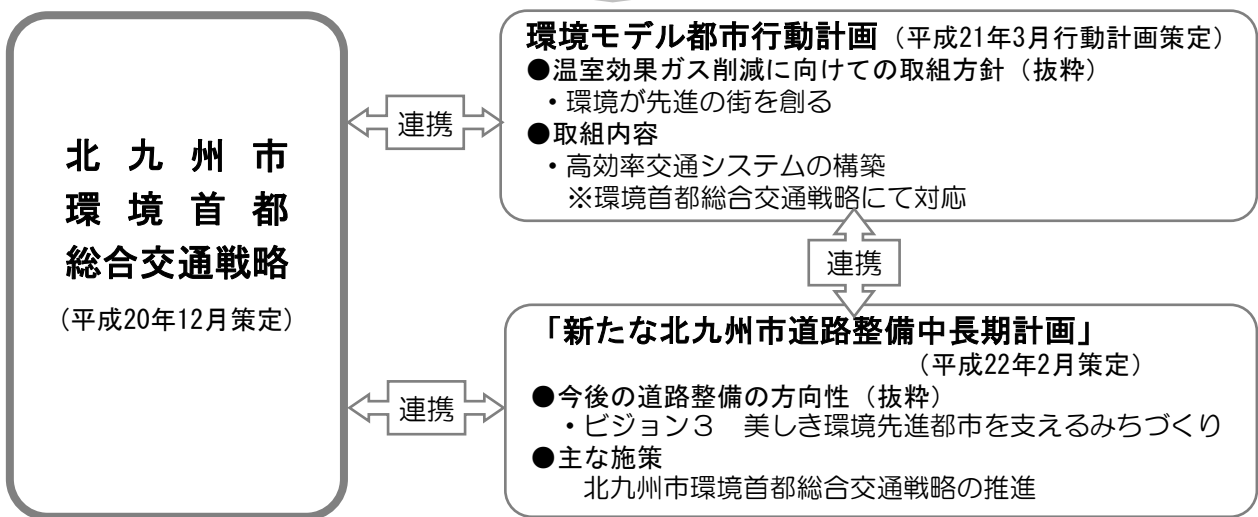 北九州市
環境首都
総合交通戦略
(平成20年12月策定)
連携
環境モデル都市行動計画（平成21年3月行動計画策定）
●温室効果ガス削減に向けての取組方針（抜粋）
・環境が先進の街を創る
●取組内容
・高効率交通システムの構築
※環境首都総合交通戦略にて対応
連携
連携
「新たな北九州市道路整備中長期計画」
（平成22年2月策定）
●今後の道路整備の方向性（抜粋）
・ビジョン３　美しき環境先進都市を支えるみちづくり
●主な施策
北九州市環境首都総合交通戦略の推進